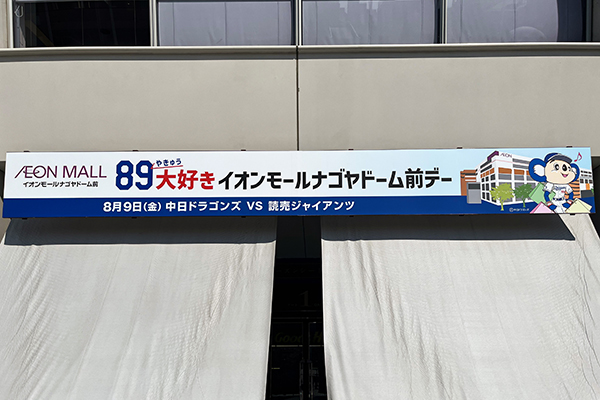 ÆON MALL
イオンモールナゴヤドーム前
やきゅう
89大好きイオンモールナゴヤドーム前デー
8月9日(金) 中日ドラゴンズ VS 読売ジャイアンツ